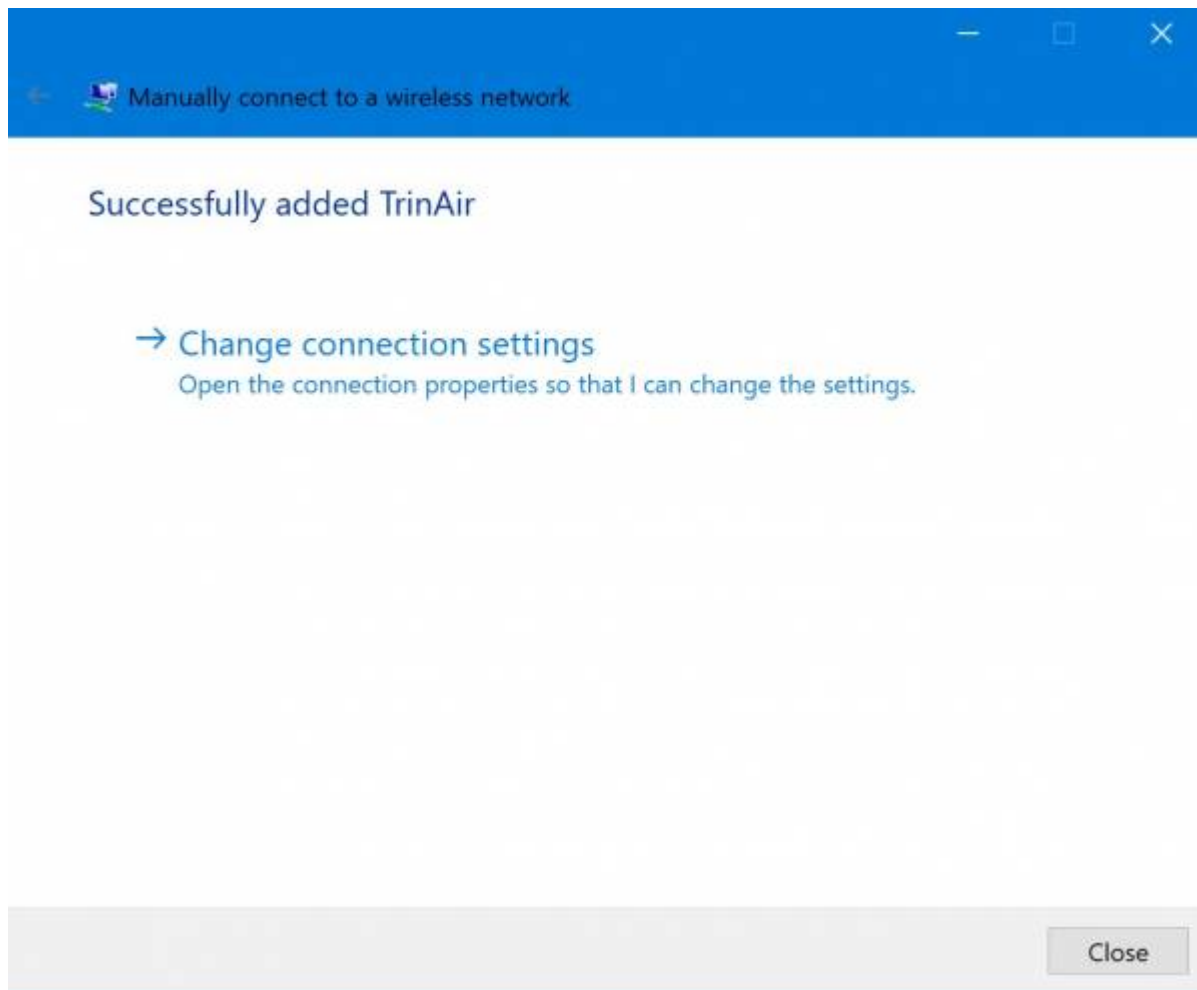 Manually connect to a wireless network
Successfully added TrinAir
Change connection settings
Open the connection properties so that I can change the settings.
Close